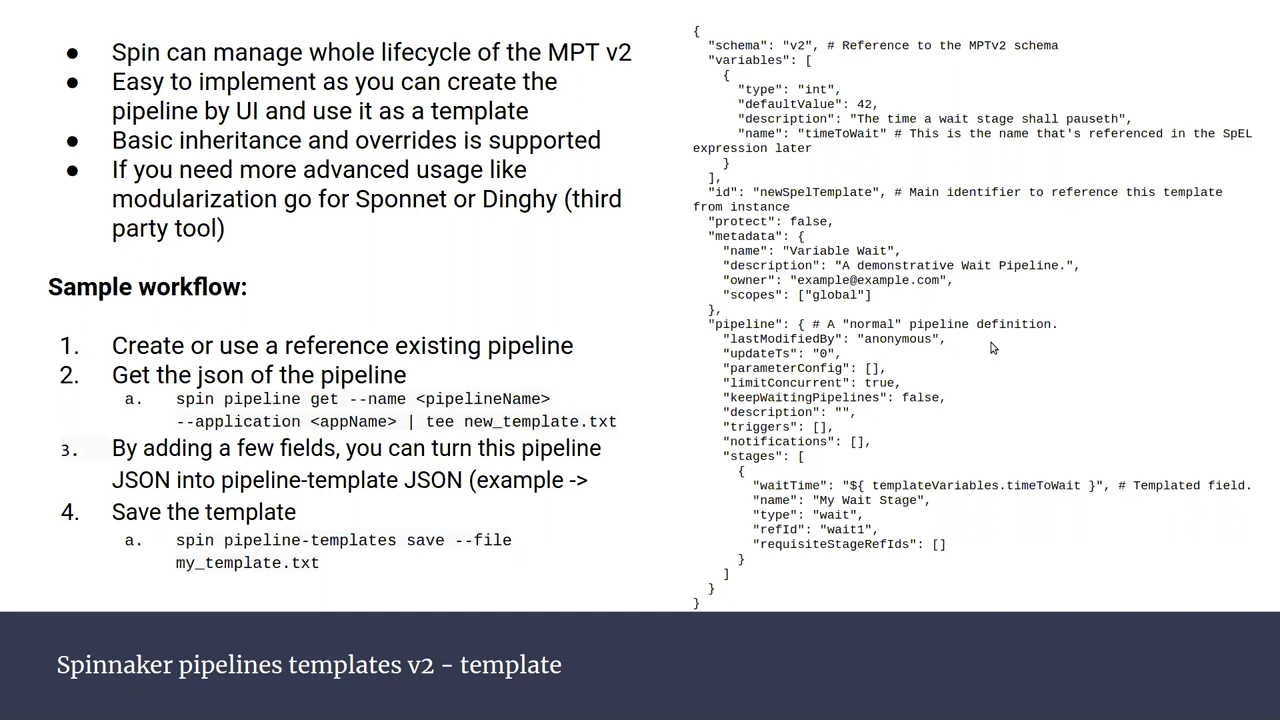 ● Spin can manage whole lifecycle of the MPT v2
● Easy to implement as you can create the
pipeline by UI and use it as a template
● Basic inheritance and overrides is supported
● If you need more advanced usage like
modularization go for Sponnet or Dinghy (third
party tool)
Sample workflow:
1. Create or use a reference existing pipeline
2. Get the json of the pipeline
a. spin pipeline get --name <pipelineName>
--application <appName> | tee new_template.txt
3. By adding a few fields, you can turn this pipeline
JSON into pipeline-template JSON (example ->
4. Save the template
a. spin pipeline-templates save --file
my_template.txt
{
"schema": "v2", # Reference to the MPTv2 schema
"variables": [
{
"type": "int",
"defaultValue": 42,
"description": "The time a wait stage shall pauseth",
"name": "timeToWait" # This is the name that's referenced in the SpEL
expression later
}
],
"id": "newSpelTemplate", # Main identifier to reference this template
from instance
"protect": false,
"metadata": {
"name": "Variable Wait",
"description": "A demonstrative Wait Pipeline.",
"owner": "example@example.com",
"scopes": ["global"]
},
"pipeline": { # A "normal" pipeline definition.
"lastModifiedBy": "anonymous",
"updateTs": "0",
"parameterConfig": [],
"limitConcurrent": true,
"keepWaitingPipelines": false,
"description": "",
"triggers": [],
"notifications": [],
"stages": [
{
"waitTime": "${ templateVariables.timeToWait }", # Templated field.
"name": "My Wait Stage",
"type": "wait",
"refId": "wait1",
"requisiteStageRefIds": []
}
]
}
}
Spinnaker pipelines templates v2 - template